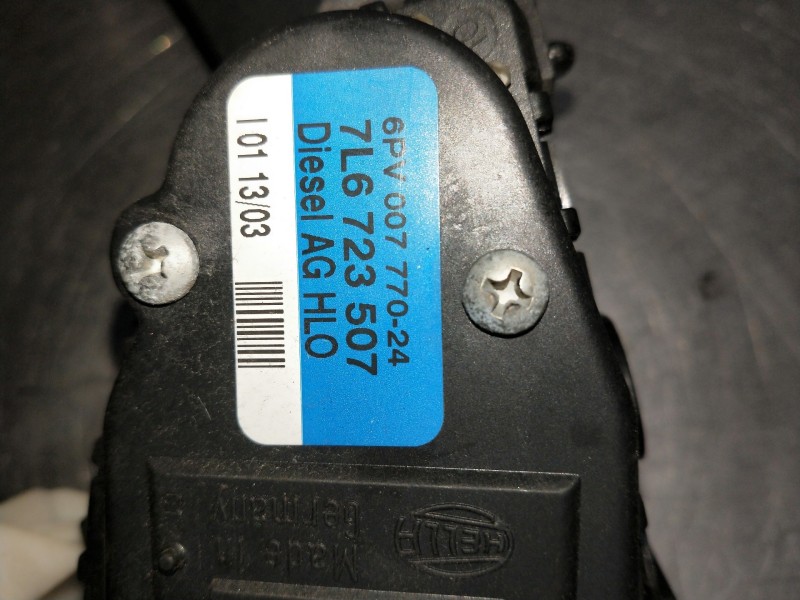 6PV 007 770-24
7L6 723 507
Diesel AG HLO
I 01 13/03
HELLA
Made in
Germany